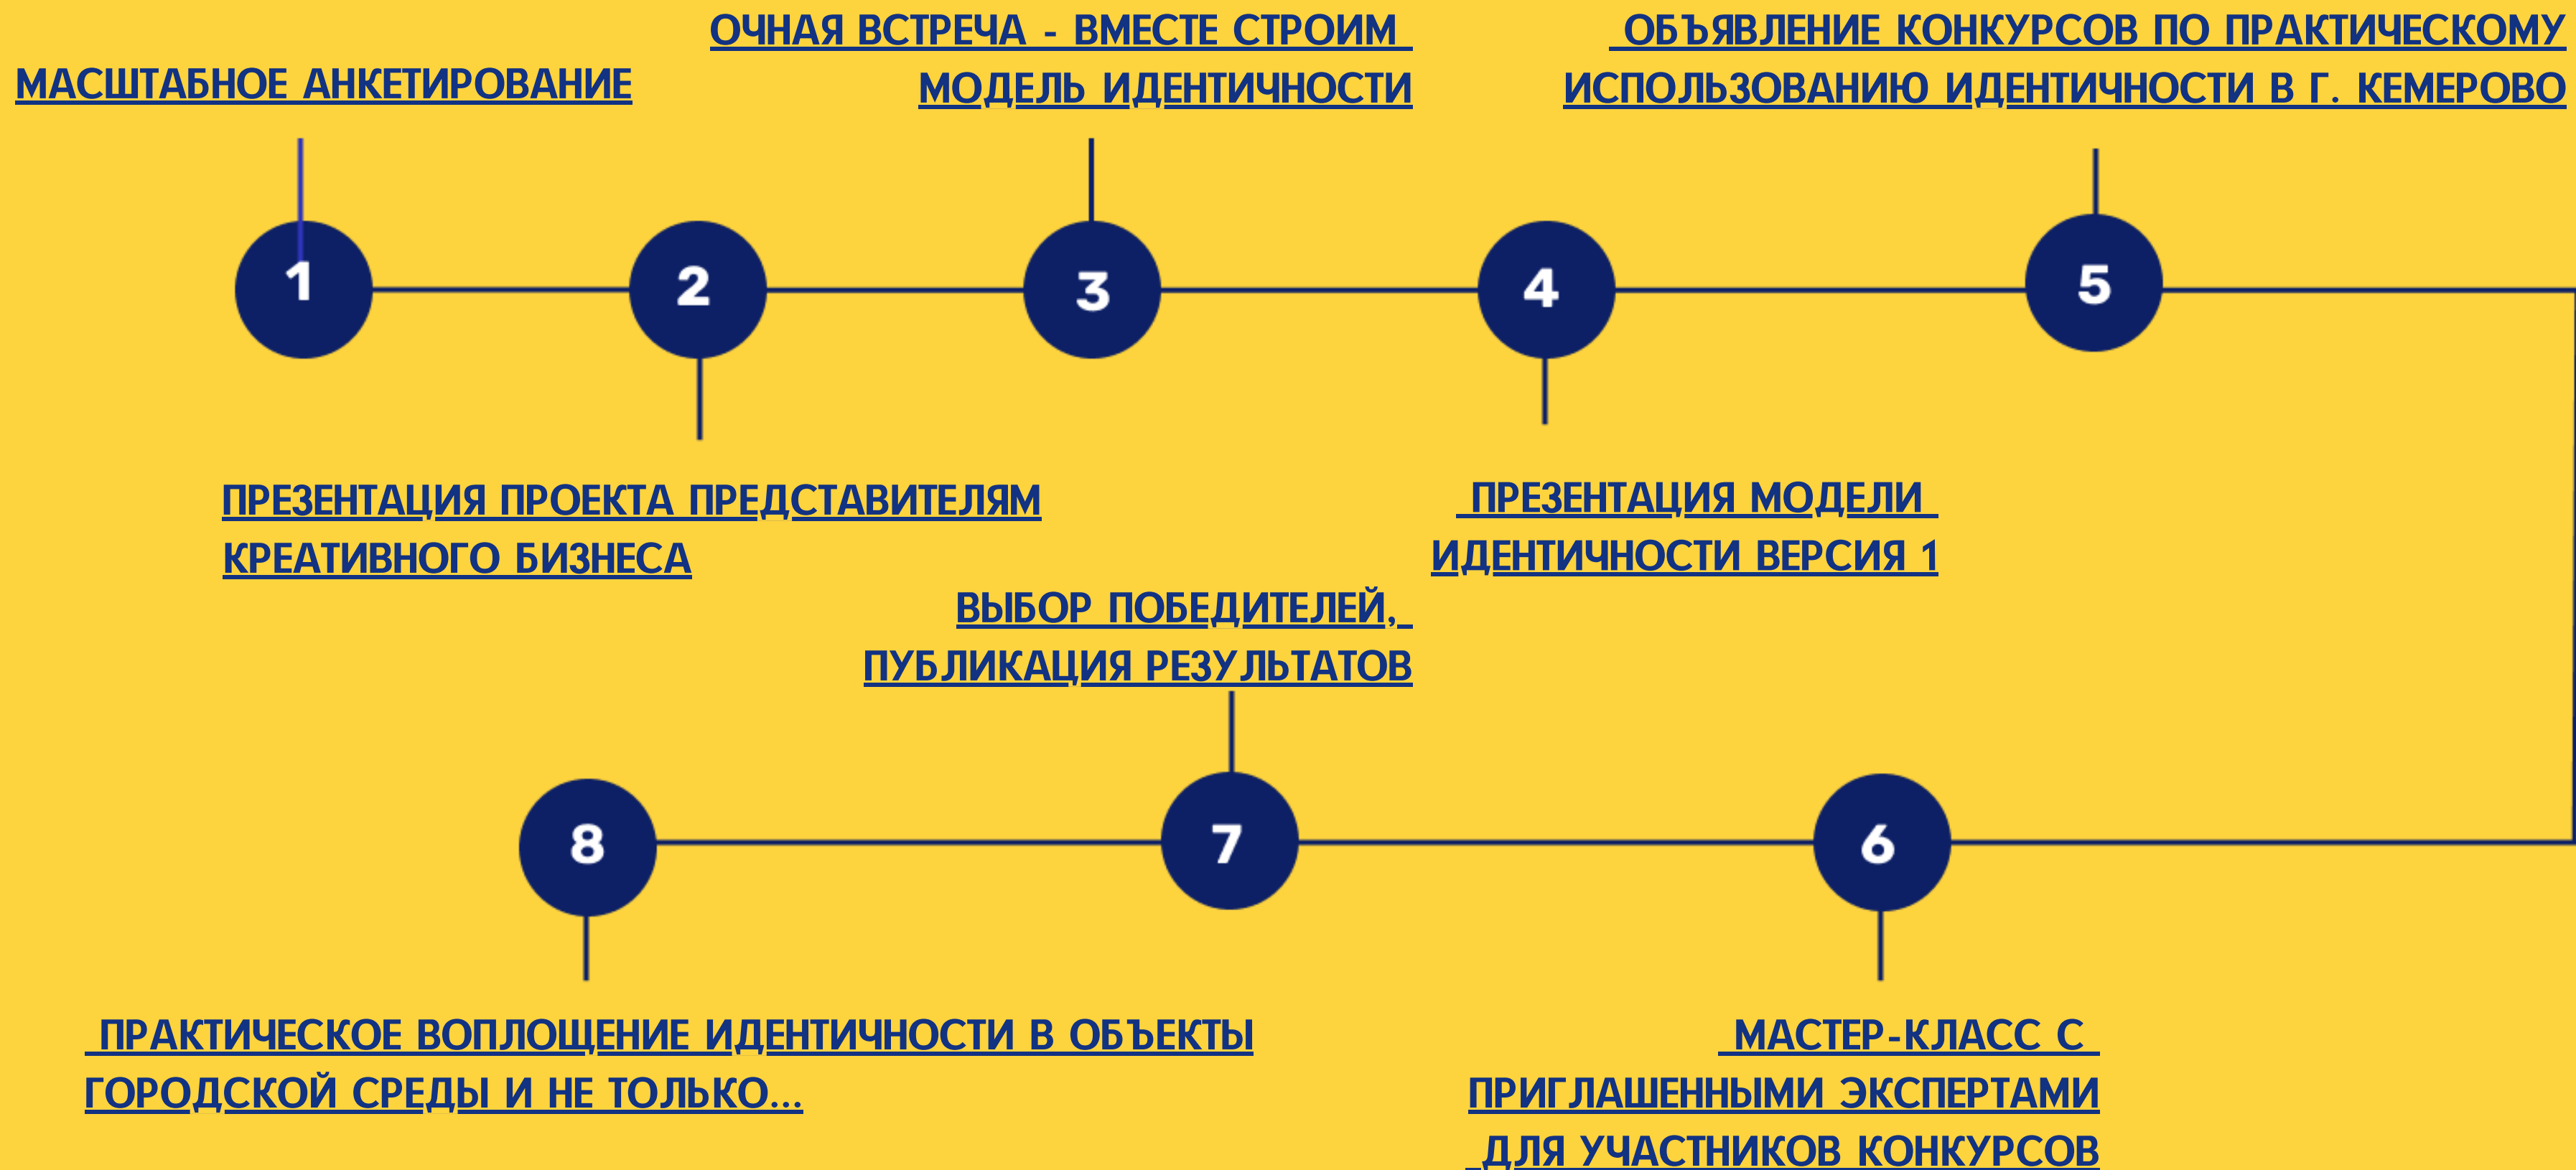 МАСШТАБНОЕ АНКЕТИРОВАНИЕ
ОЧНАЯ ВСТРЕЧА - ВМЕСТЕ СТРОИМ
МОДЕЛЬ ИДЕНТИЧНОСТИ
ОБЪЯВЛЕНИЕ КОНКУРСОВ ПО ПРАКТИЧЕСКОМУ
ИСПОЛЬЗОВАНИЮ ИДЕНТИЧНОСТИ В Г. КЕМЕРОВО
1
2
3
4
5
ПРЕЗЕНТАЦИЯ ПРОЕКТА ПРЕДСТАВИТЕЛЯМ
КРЕАТИВНОГО БИЗНЕСА
ПРЕЗЕНТАЦИЯ МОДЕЛИ
ИДЕНТИЧНОСТИ ВЕРСИЯ 1
ВЫБОР ПОБЕДИТЕЛЕЙ,
ПУБЛИКАЦИЯ РЕЗУЛЬТАТОВ
8
7
6
ПРАКТИЧЕСКОЕ ВОПЛОЩЕНИЕ ИДЕНТИЧНОСТИ В ОБЪЕКТЫ
ГОРОДСКОЙ СРЕДЫ И НЕ ТОЛЬКО...
МАСТЕР-КЛАСС С
ПРИГЛАШЕННЫМИ ЭКСПЕРТАМИ
ДЛЯ УЧАСТНИКОВ КОНКУРСОВ